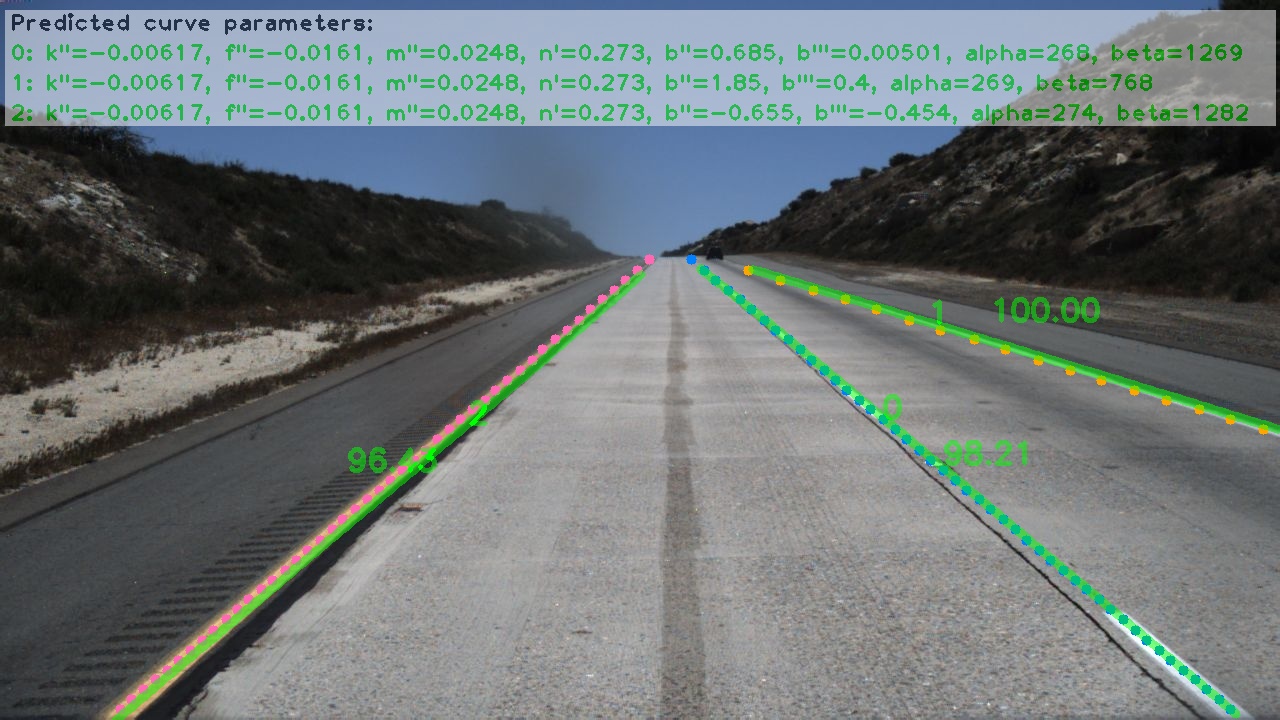 Predicted curve parameters:
0: k''=-0.00617, f''=-0.0161, m''=0.0248, n'=0.273, b''=0.685, b'''=0.00501, alpha=268, beta=1269
1: k''=-0.00617, f''=-0.0161, m''=0.0248, n'=0.273, b''=1.85, b'''=0.4, alpha=269, beta=768
2: k''=-0.00617, f''=-0.0161, m''=0.0248, n'=0.273, b''=-0.655, b'''=-0.454, alpha=274, beta=1282
1 100.00
0
2
98.21